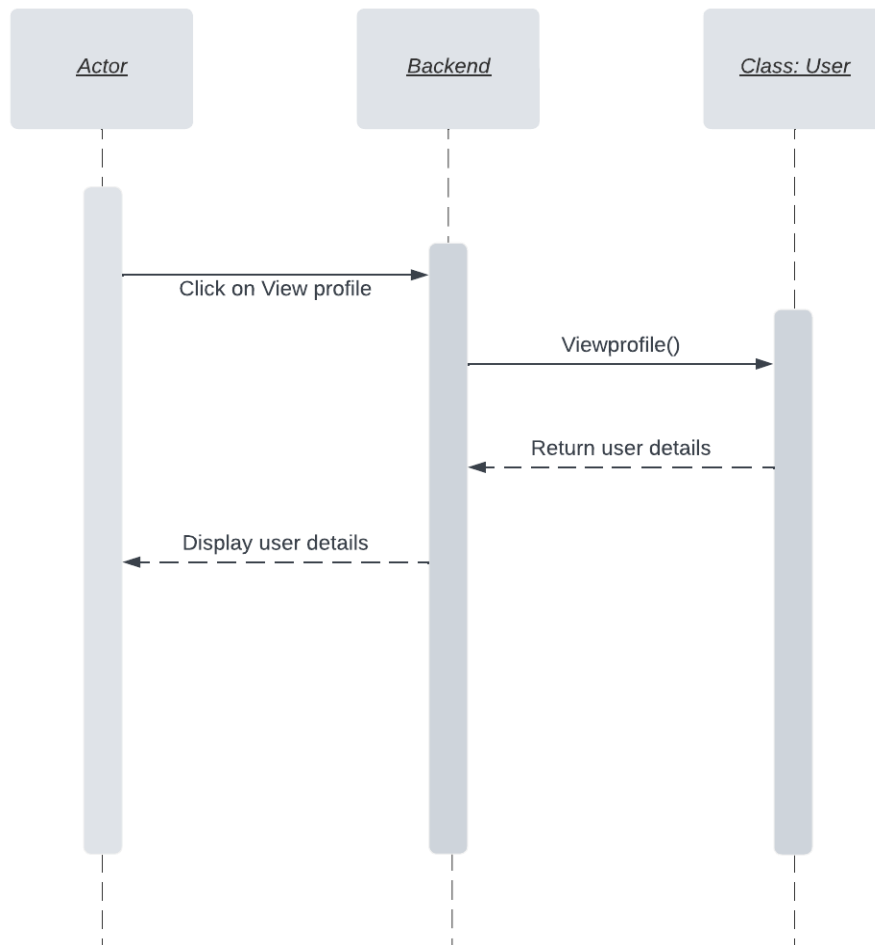 Actor
Backend
Class: User
Click on View profile
Viewprofile()
Return user details
Display user details